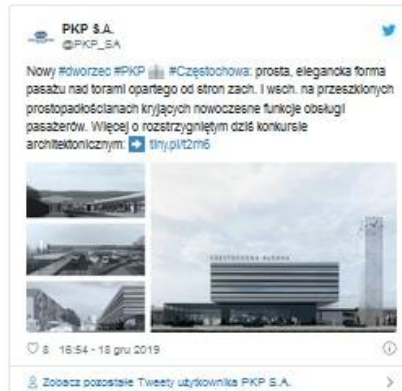 PKP S.A.
@PKP_SA
Nowy #dworzec #PKP #Częstochowa: prosta, elegancka forma
pasażu nad torami opartego od stron zach. i wsch. na przeszklonych
prostopadłościanach kryjących nowoczesne funkcje obsługi
pasażerów. Więcej o rozstrzygniętym dziś konkursie
architektonicznym: ➡ tiny.pl/t2m6
CZĘSTOCHOWA GŁÓWNA
8 16:54 - 18 gru 2019
Zobacz pozostałe Tweety użytkownika PKP S.A.